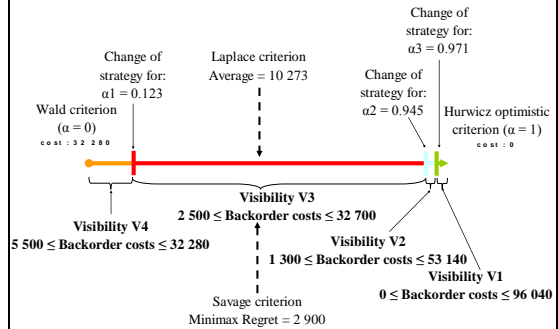 Change of
strategy for:
α3 = 0.971
Change of
strategy for:
α1 = 0.123
Laplace criterion
Average = 10 273
Change of
strategy for:
α2 = 0.945
Wald criterion
(α = 0)
cost : 32 280
Hurwicz optimistic
criterion (α = 1)
cost : 0
Visibility V3
2 500 ≤ Backorder costs ≤ 32 700
Visibility V4
5 500 ≤ Backorder costs ≤ 32 280
Visibility V2
1 300 ≤ Backorder costs ≤ 53 140
Visibility V1
0 ≤ Backorder costs ≤ 96 040
Savage criterion
Minimax Regret = 2 900